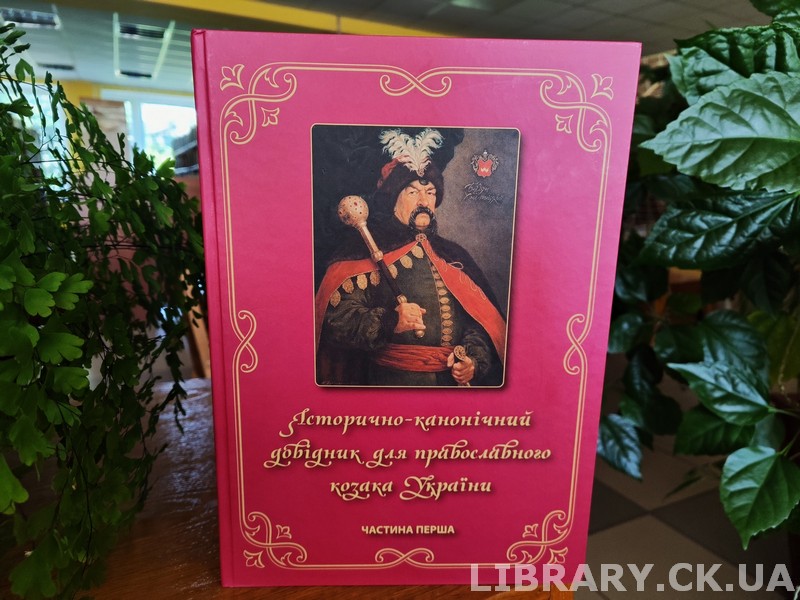 Історично-канонічний
довідник для православного
козака України
ЧАСТИНА ПЕРША
LIBRARY.CK.UA